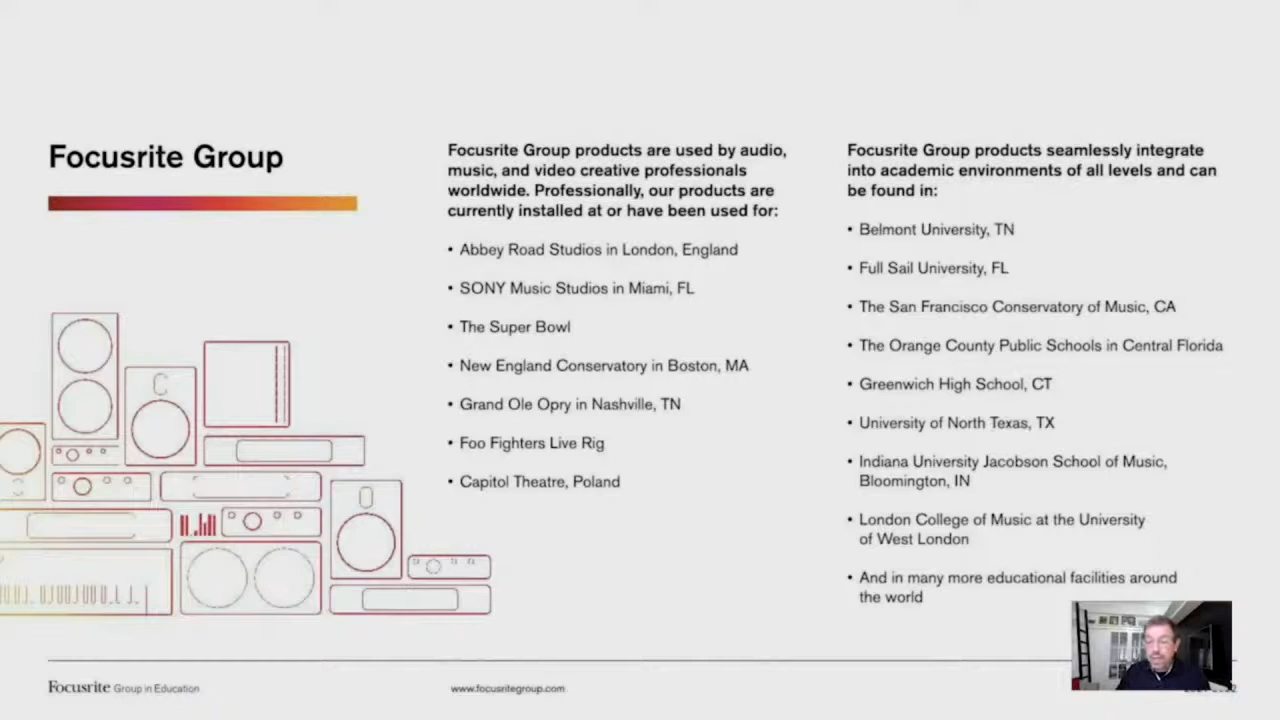 Focusrite Group
Focusrite Group products are used by audio,
music, and video creative professionals
worldwide. Professionally, our products are
currently installed at or have been used for:
• Abbey Road Studios in London, England
• SONY Music Studios in Miami, FL
• The Super Bowl
• New England Conservatory in Boston, MA
• Grand Ole Opry in Nashville, TN
• Foo Fighters Live Rig
• Capitol Theatre, Poland
Focusrite Group products seamlessly integrate
into academic environments of all levels and can
be found in:
• Belmont University, TN
• Full Sail University, FL
• The San Francisco Conservatory of Music, CA
• The Orange County Public Schools in Central Florida
• Greenwich High School, CT
• University of North Texas, TX
• Indiana University Jacobson School of Music,
Bloomington, IN
• London College of Music at the University
of West London
• And in many more educational facilities around
the world
Focusrite Group in Education
www.focusritegroup.com